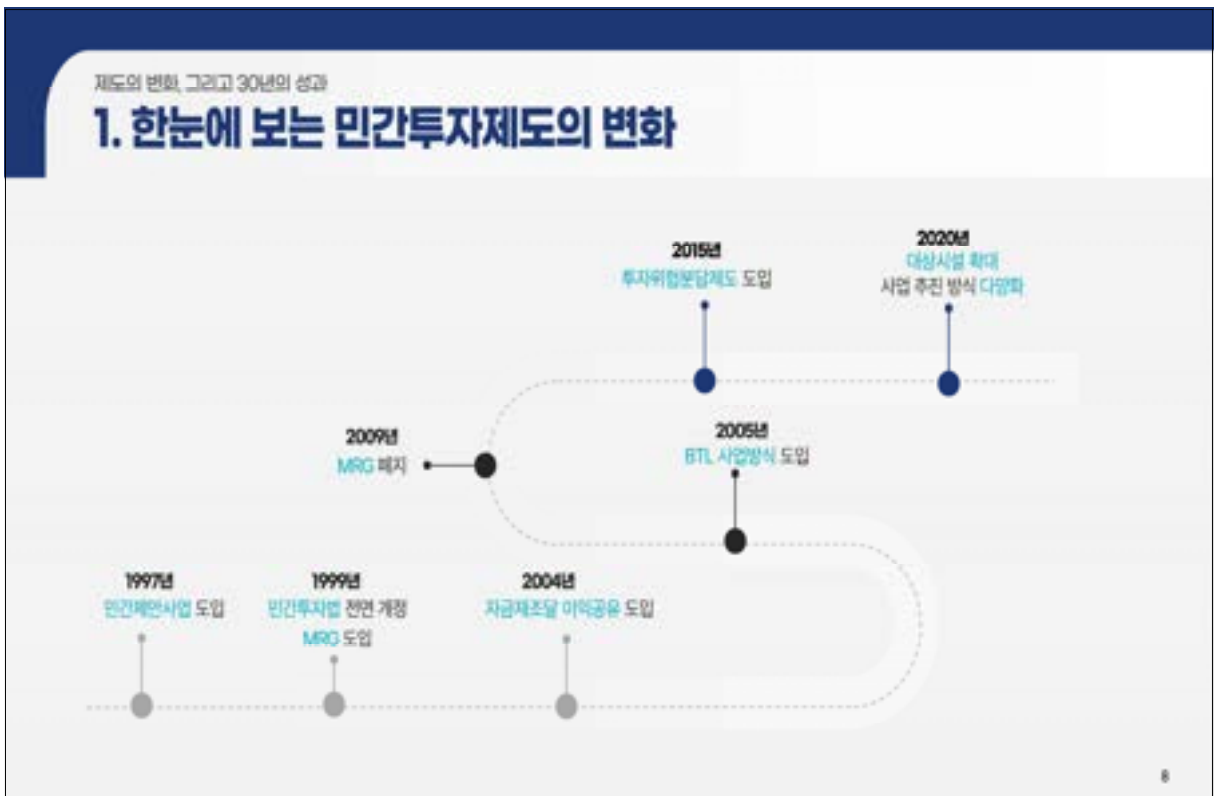 제도의 변화, 그리고 30년의 성과
1. 한눈에 보는 민간투자제도의 변화
2015년
투자위험분담제도 도입
2020년
대상시설 확대
사업 추진 방식 다양화
2009년
MRG 폐지
2005년
BTL 사업방식 도입
1997년
민간제안사업 도입
1999년
민간투자법 전면 개정
MRG 도입
2004년
자금재조달 이익공유 도입
8